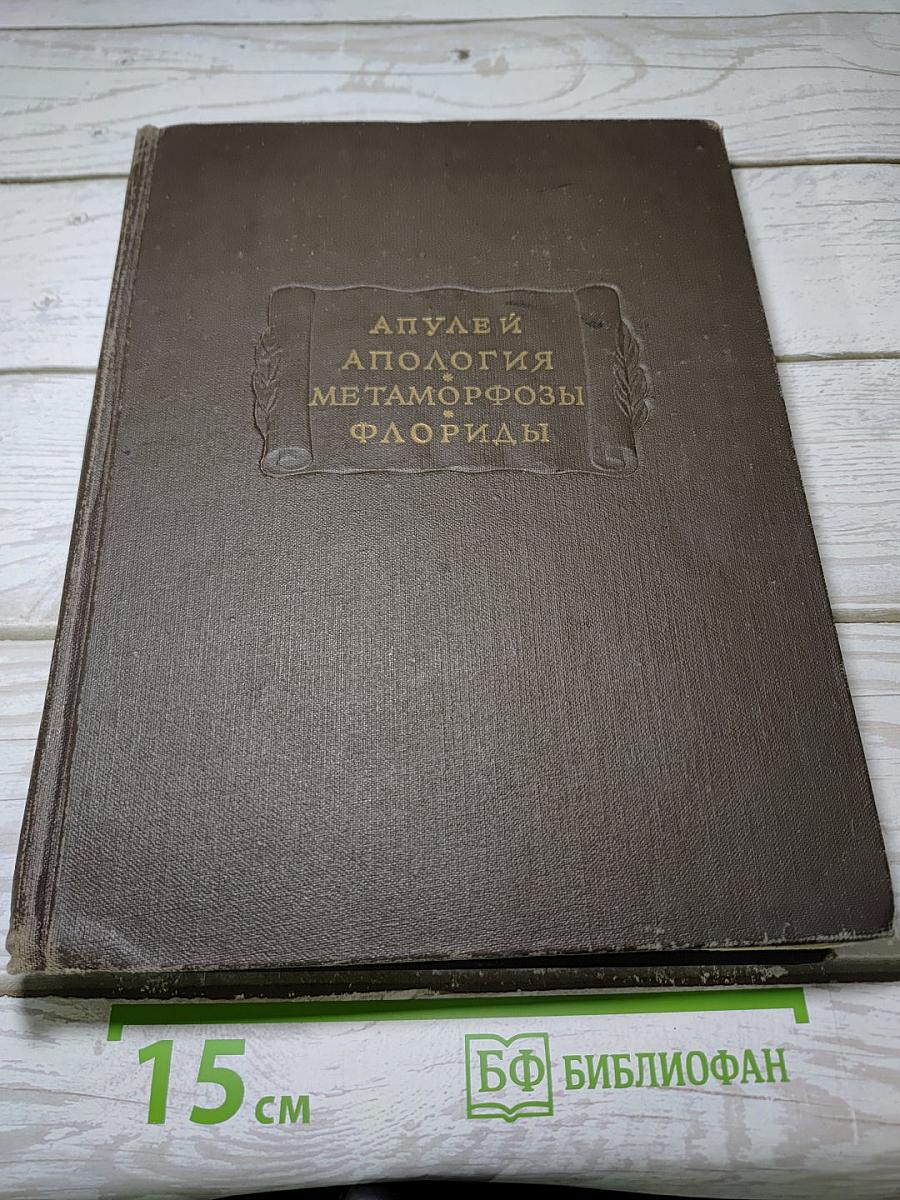 АПУЛЕЙ
АПОЛОГИЯ
*
МЕТАМОРФОЗЫ
*
ФЛОРИДЫ
15 см
БФ БИБЛИОФАН